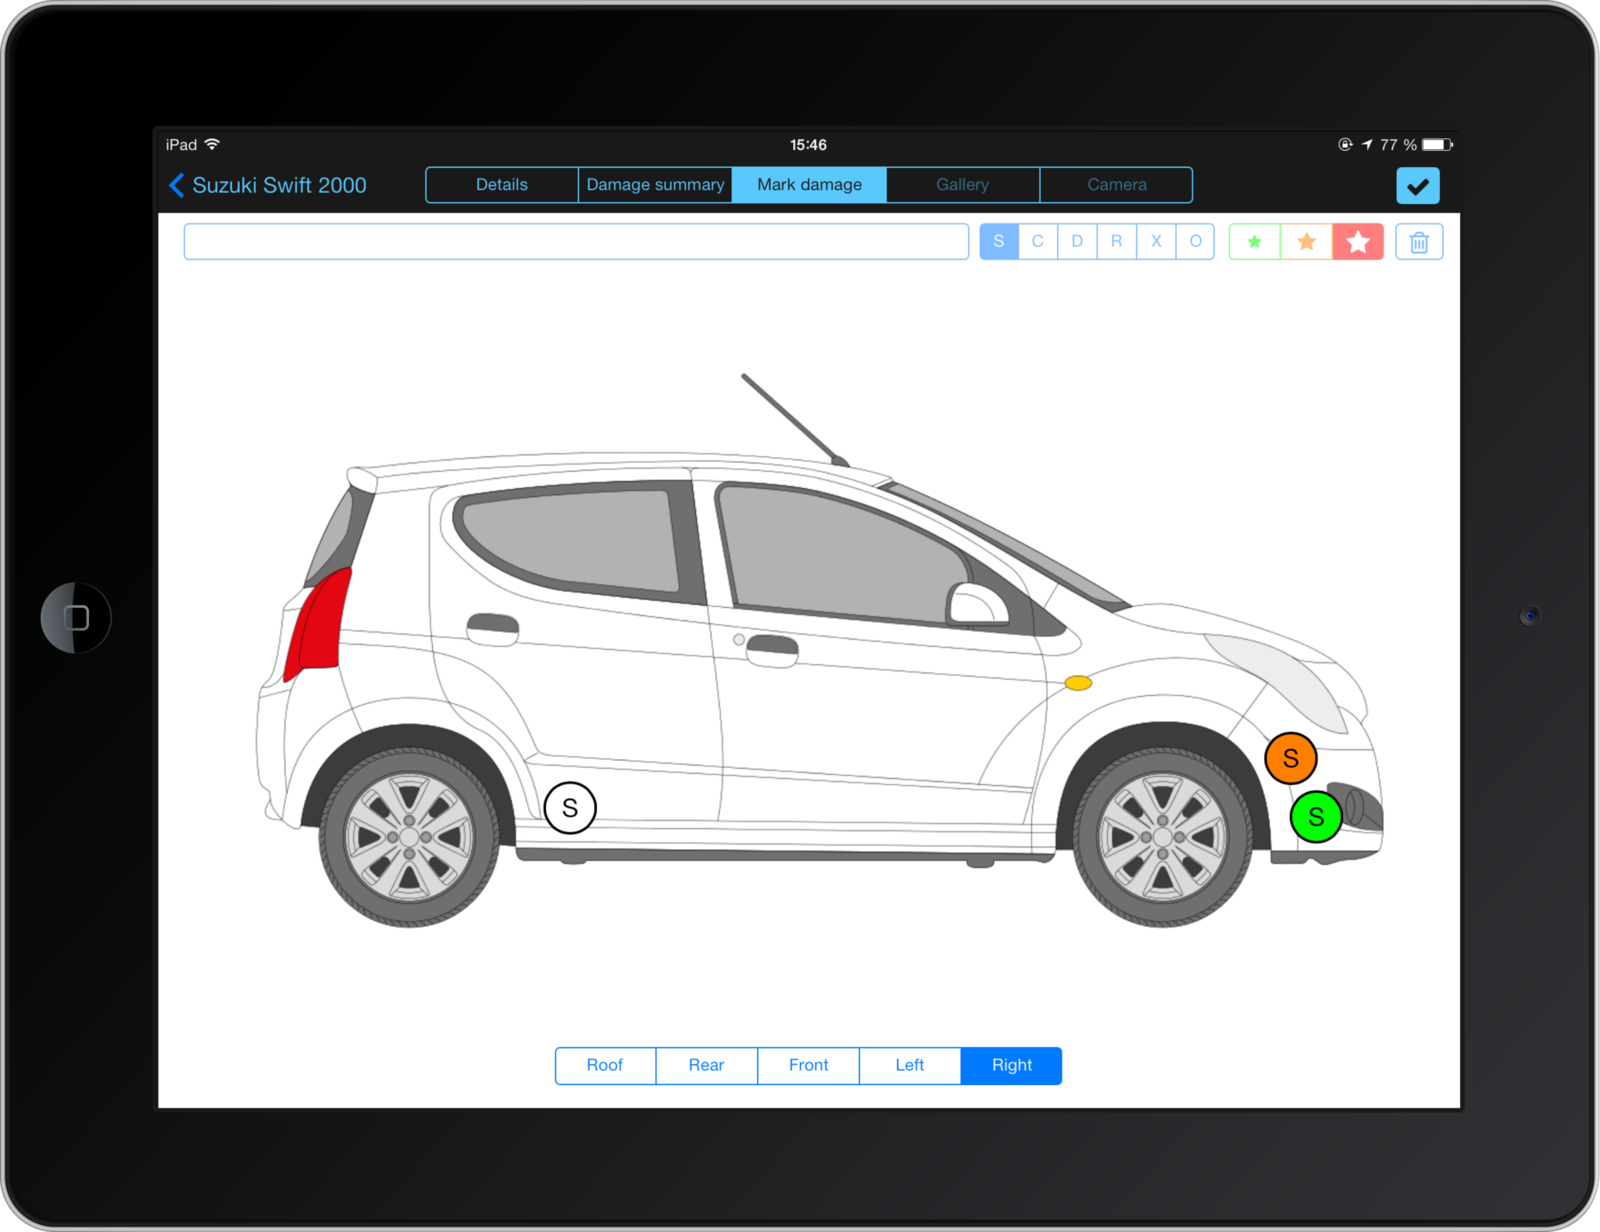 iPad 15:46 77 %
Suzuki Swift 2000 Details Damage summary Mark damage Gallery Camera
S C D R X O
S
S
S
Roof Rear Front Left Right